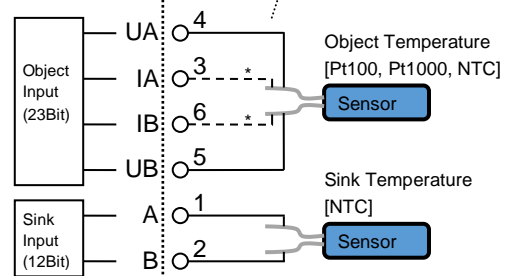 UA 4
Object Temperature
[Pt100, Pt1000, NTC]
Object
Input
(23Bit)
IA 3 *
Sensor
IB 6 *
UB 5
Sink Temperature
[NTC]
A 1
Sink
Input
(12Bit)
Sensor
B 2